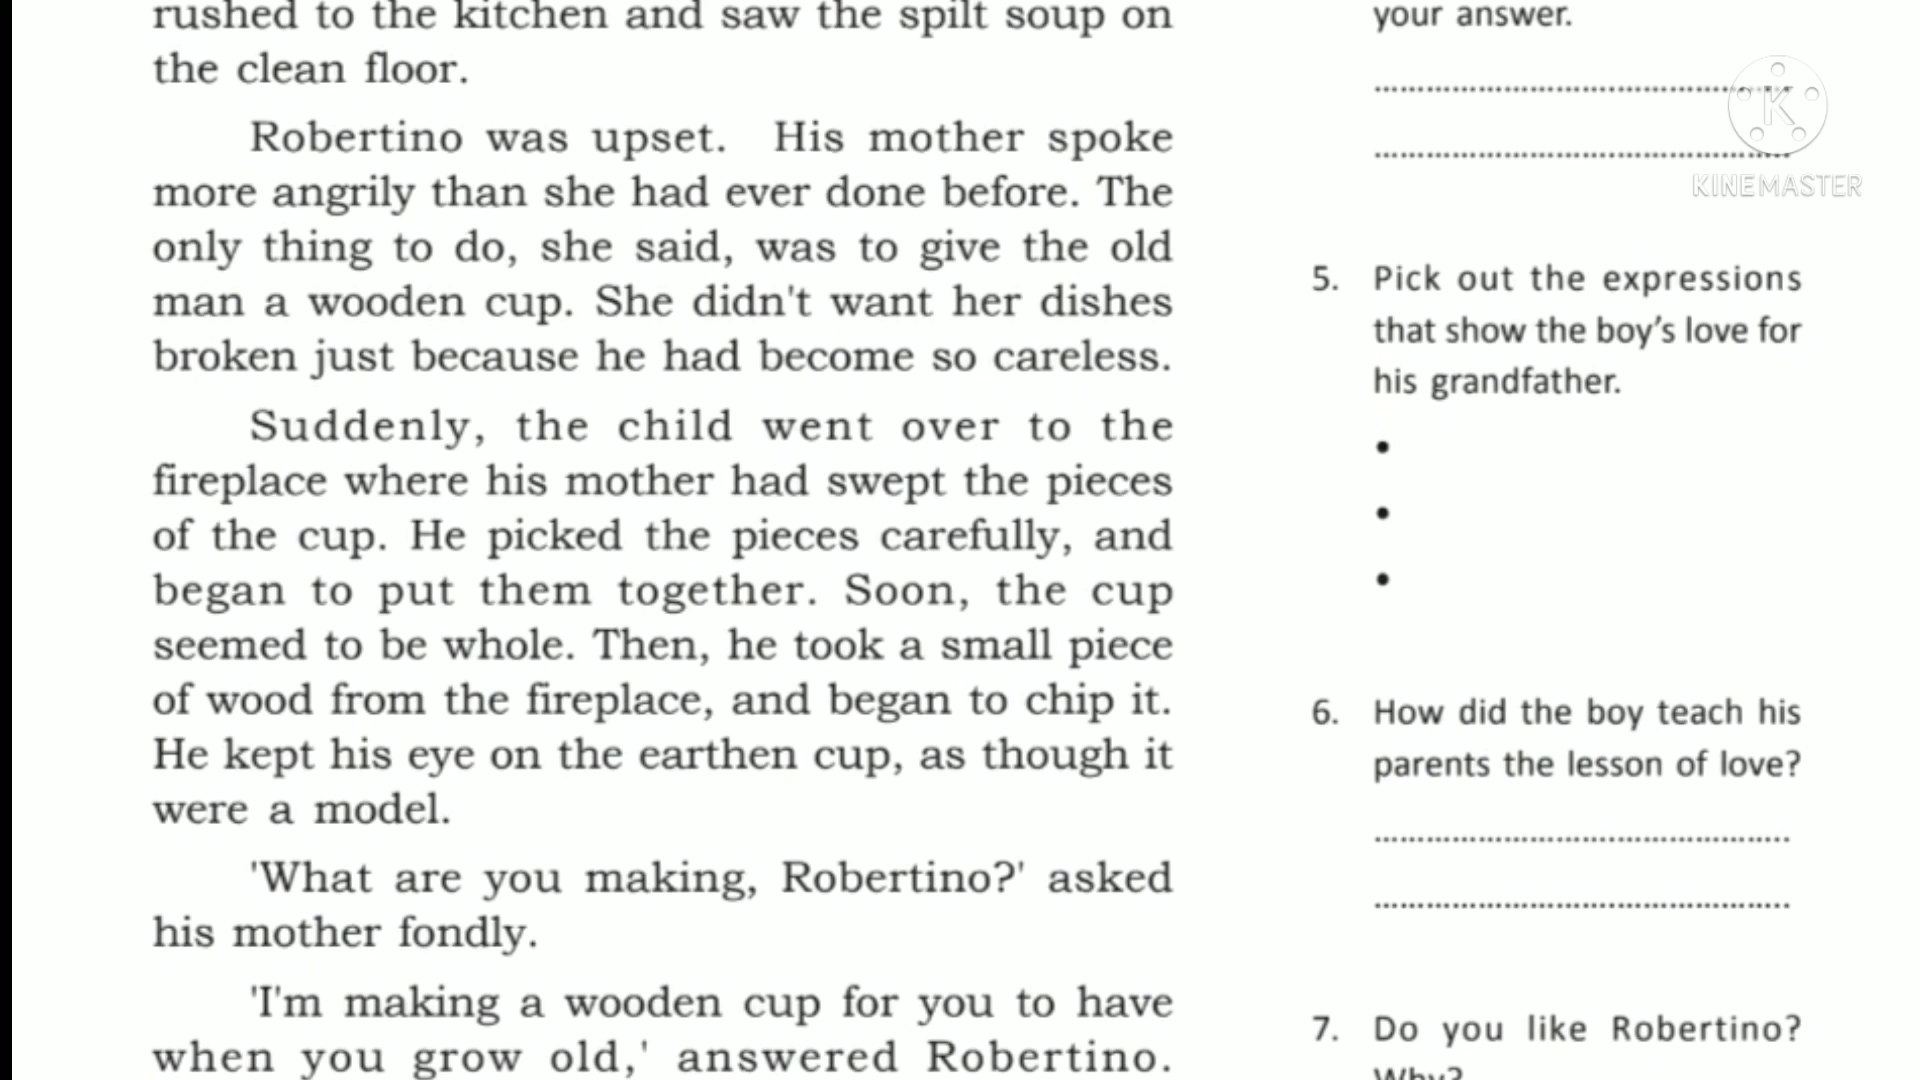 rushed to the kitchen and saw the spilt soup on
the clean floor.
Robertino was upset. His mother spoke
more angrily than she had ever done before. The
only thing to do, she said, was to give the old
man a wooden cup. She didn't want her dishes
broken just because he had become so careless.
Suddenly, the child went over to the
fireplace where his mother had swept the pieces
of the cup. He picked the pieces carefully, and
began to put them together. Soon, the cup
seemed to be whole. Then, he took a small piece
of wood from the fireplace, and began to chip it.
He kept his eye on the earthen cup, as though it
were a model.
'What are you making, Robertino?' asked
his mother fondly.
'I'm making a wooden cup for you to have
when you grow old,' answered Robertino.
your answer.
K
KINEMASTER
5. Pick out the expressions
that show the boy's love for
his grandfather.
•
•
•
6. How did the boy teach his
parents the lesson of love?
7. Do you like Robertino?
Why?